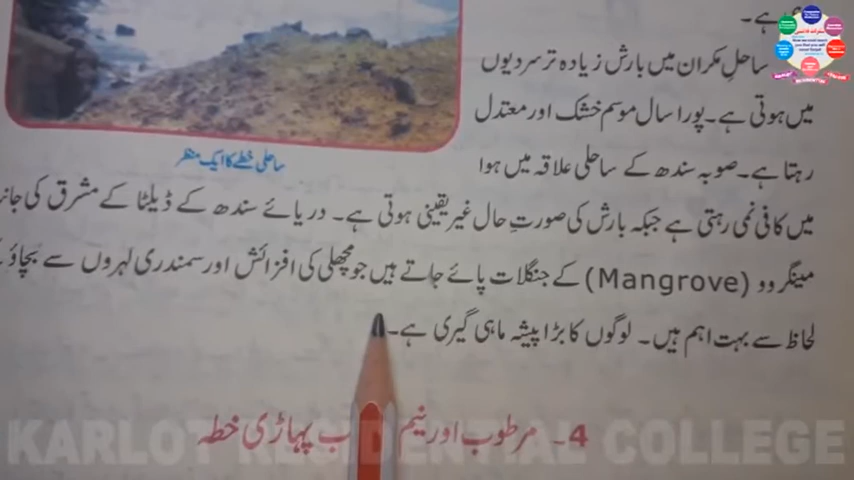 ہے۔
ساحلِ مکران میں بارش زیادہ تر سردیوں
میں ہوتی ہے۔ پورا سال موسم خشک اور معتدل
رہتا ہے۔ صوبہ سندھ کے ساحلی علاقہ میں ہوا
ساحلی خطے کا ایک منظر
میں کافی نمی رہتی ہے جبکہ بارش کی صورتِ حال غیر یقینی ہوتی ہے۔ دریائے سندھ کے ڈیلٹا کے مشرق کی
مینگروو (Mangrove) کے جنگلات پائے جاتے ہیں جو مچھلی کی افزائش اور سمندری لہروں سے بچاؤ
لحاظ سے بہت اہم ہیں۔ لوگوں کا بڑا پیشہ ماہی گیری ہے۔
4۔ مرطوب اور نیم پہاڑی خطہ
KARLOT RESIDENTIAL COLLEGE